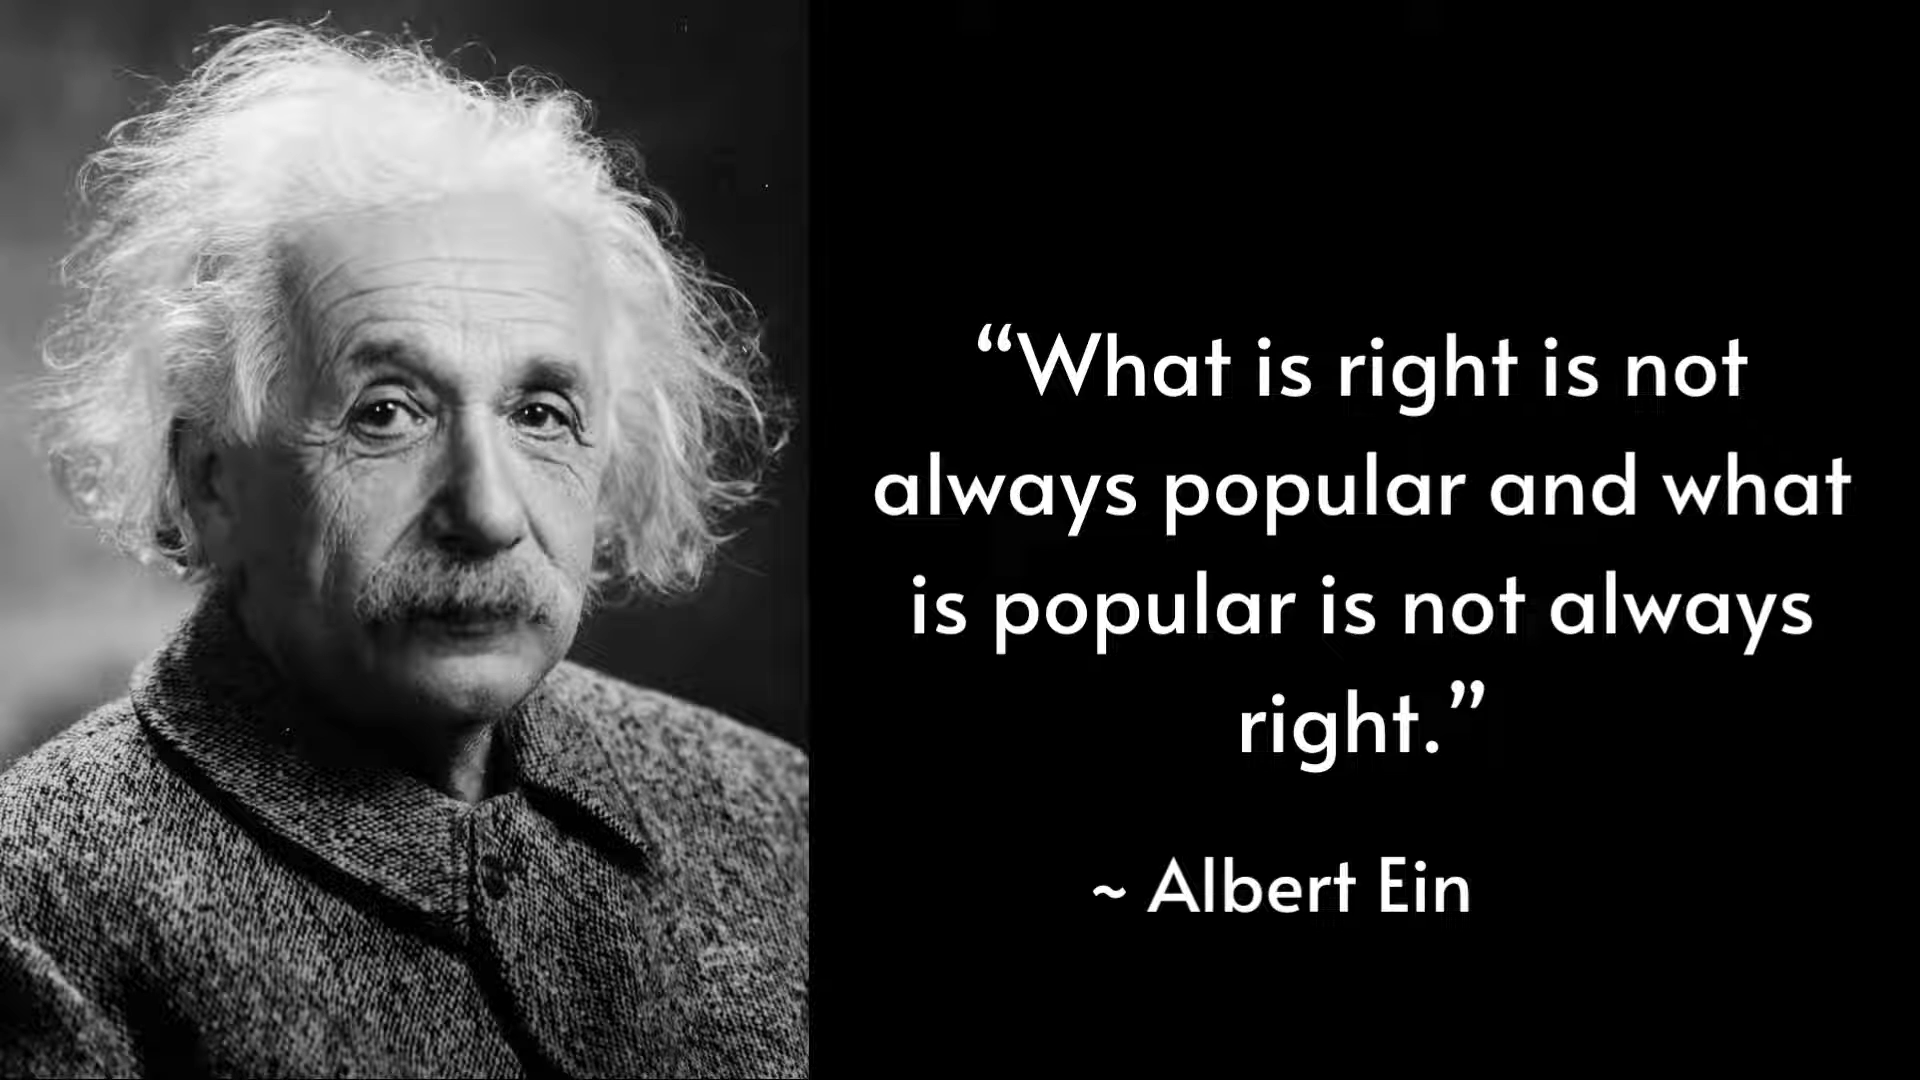 “What is right is not
always popular and what
is popular is not always
right.”
~ Albert Ein